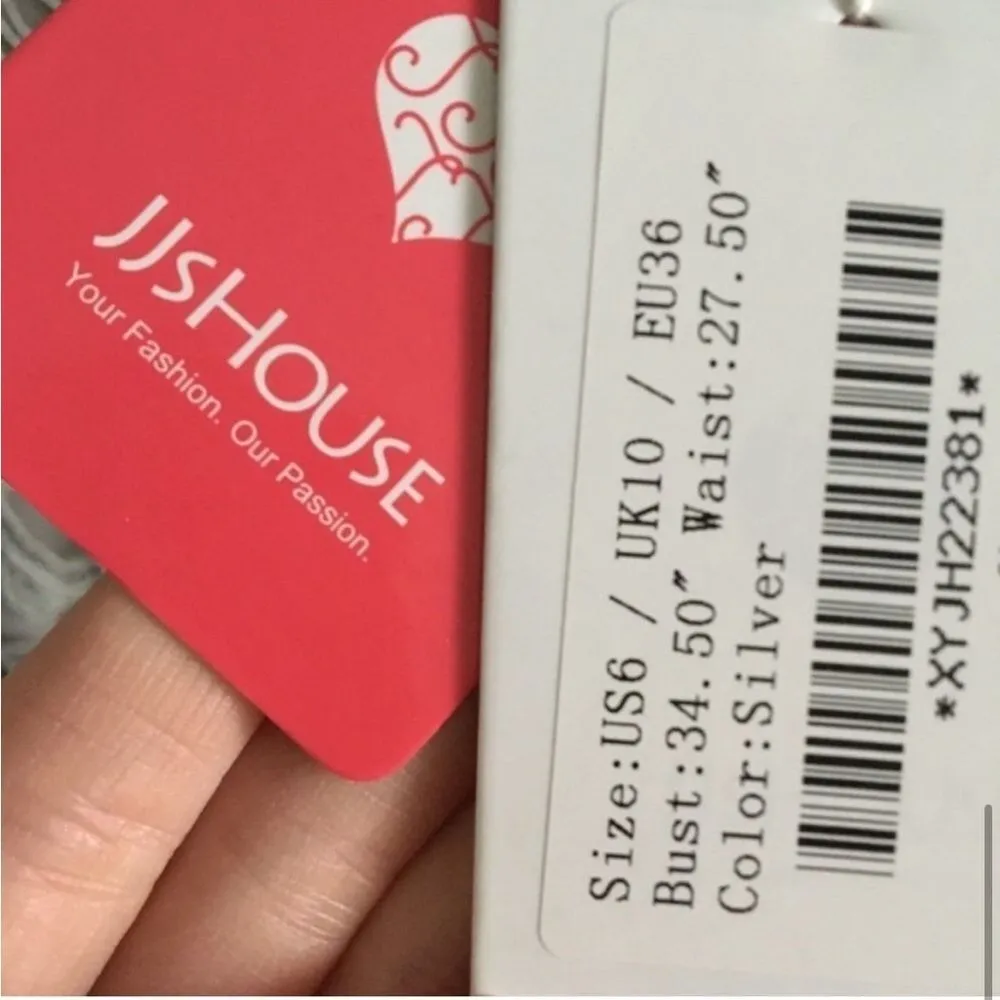 JJSHOUSE
Your Fashion. Our Passion.
Size:US6 / UK10 / EU36
Bust:34.50″ Waist:27.50″
Color:Silver
*XYJH22381*